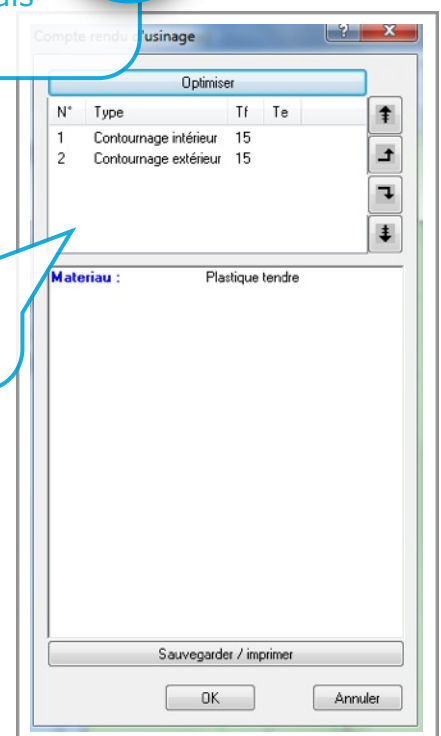 Compte rendu d'usinage
Optimiser
N° Type Tf Te
1 Contournage intérieur 15
2 Contournage extérieur 15
Materiau : Plastique tendre
Sauvegarder / imprimer
OK Annuler